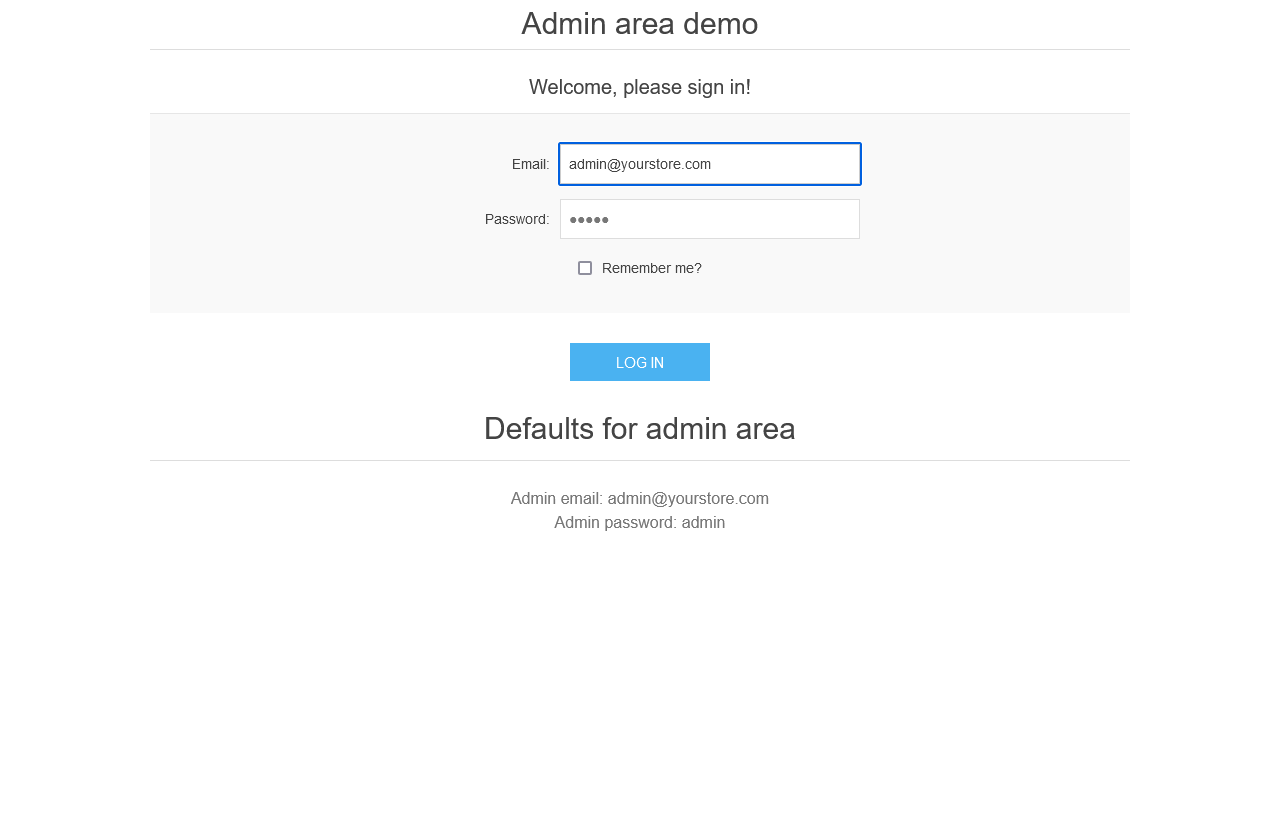 Admin area demo
Welcome, please sign in!
Email: admin@yourstore.com
Password: •••••
Remember me?
LOG IN
Defaults for admin area
Admin email: admin@yourstore.com
Admin password: admin